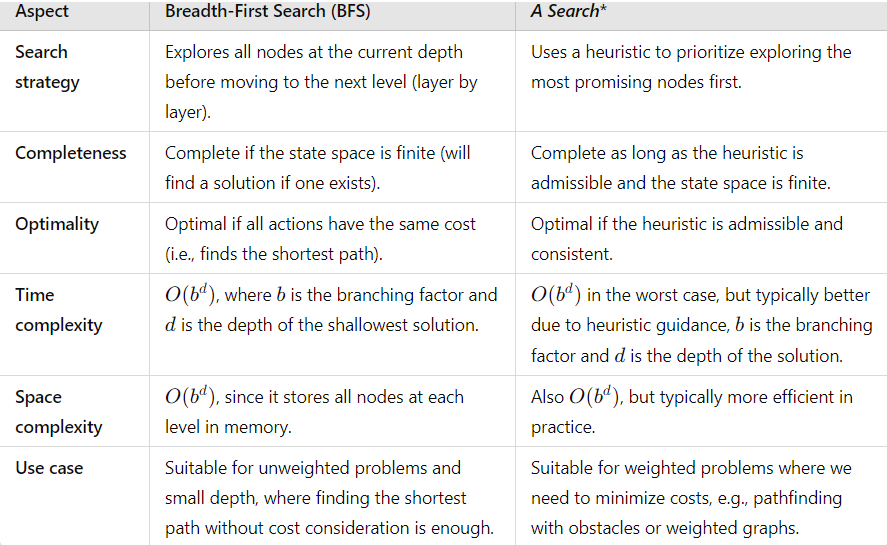 Aspect Breadth-First Search (BFS) A Search*
Search strategy
Explores all nodes at the current depth
before moving to the next level (layer by
layer).
Uses a heuristic to prioritize exploring the
most promising nodes first.
Completeness
Complete if the state space is finite (will
find a solution if one exists).
Complete as long as the heuristic is
admissible and the state space is finite.
Optimality
Optimal if all actions have the same cost
(i.e., finds the shortest path).
Optimal if the heuristic is admissible and
consistent.
Time
complexity
O(b^d), where b is the branching factor and
d is the depth of the shallowest solution.
O(b^d) in the worst case, but typically better
due to heuristic guidance, b is the branching
factor and d is the depth of the solution.
Space
complexity
O(b^d), since it stores all nodes at each
level in memory.
Also O(b^d), but typically more efficient in
practice.
Use case
Suitable for unweighted problems and
small depth, where finding the shortest
path without cost consideration is enough.
Suitable for weighted problems where we
need to minimize costs, e.g., pathfinding
with obstacles or weighted graphs.